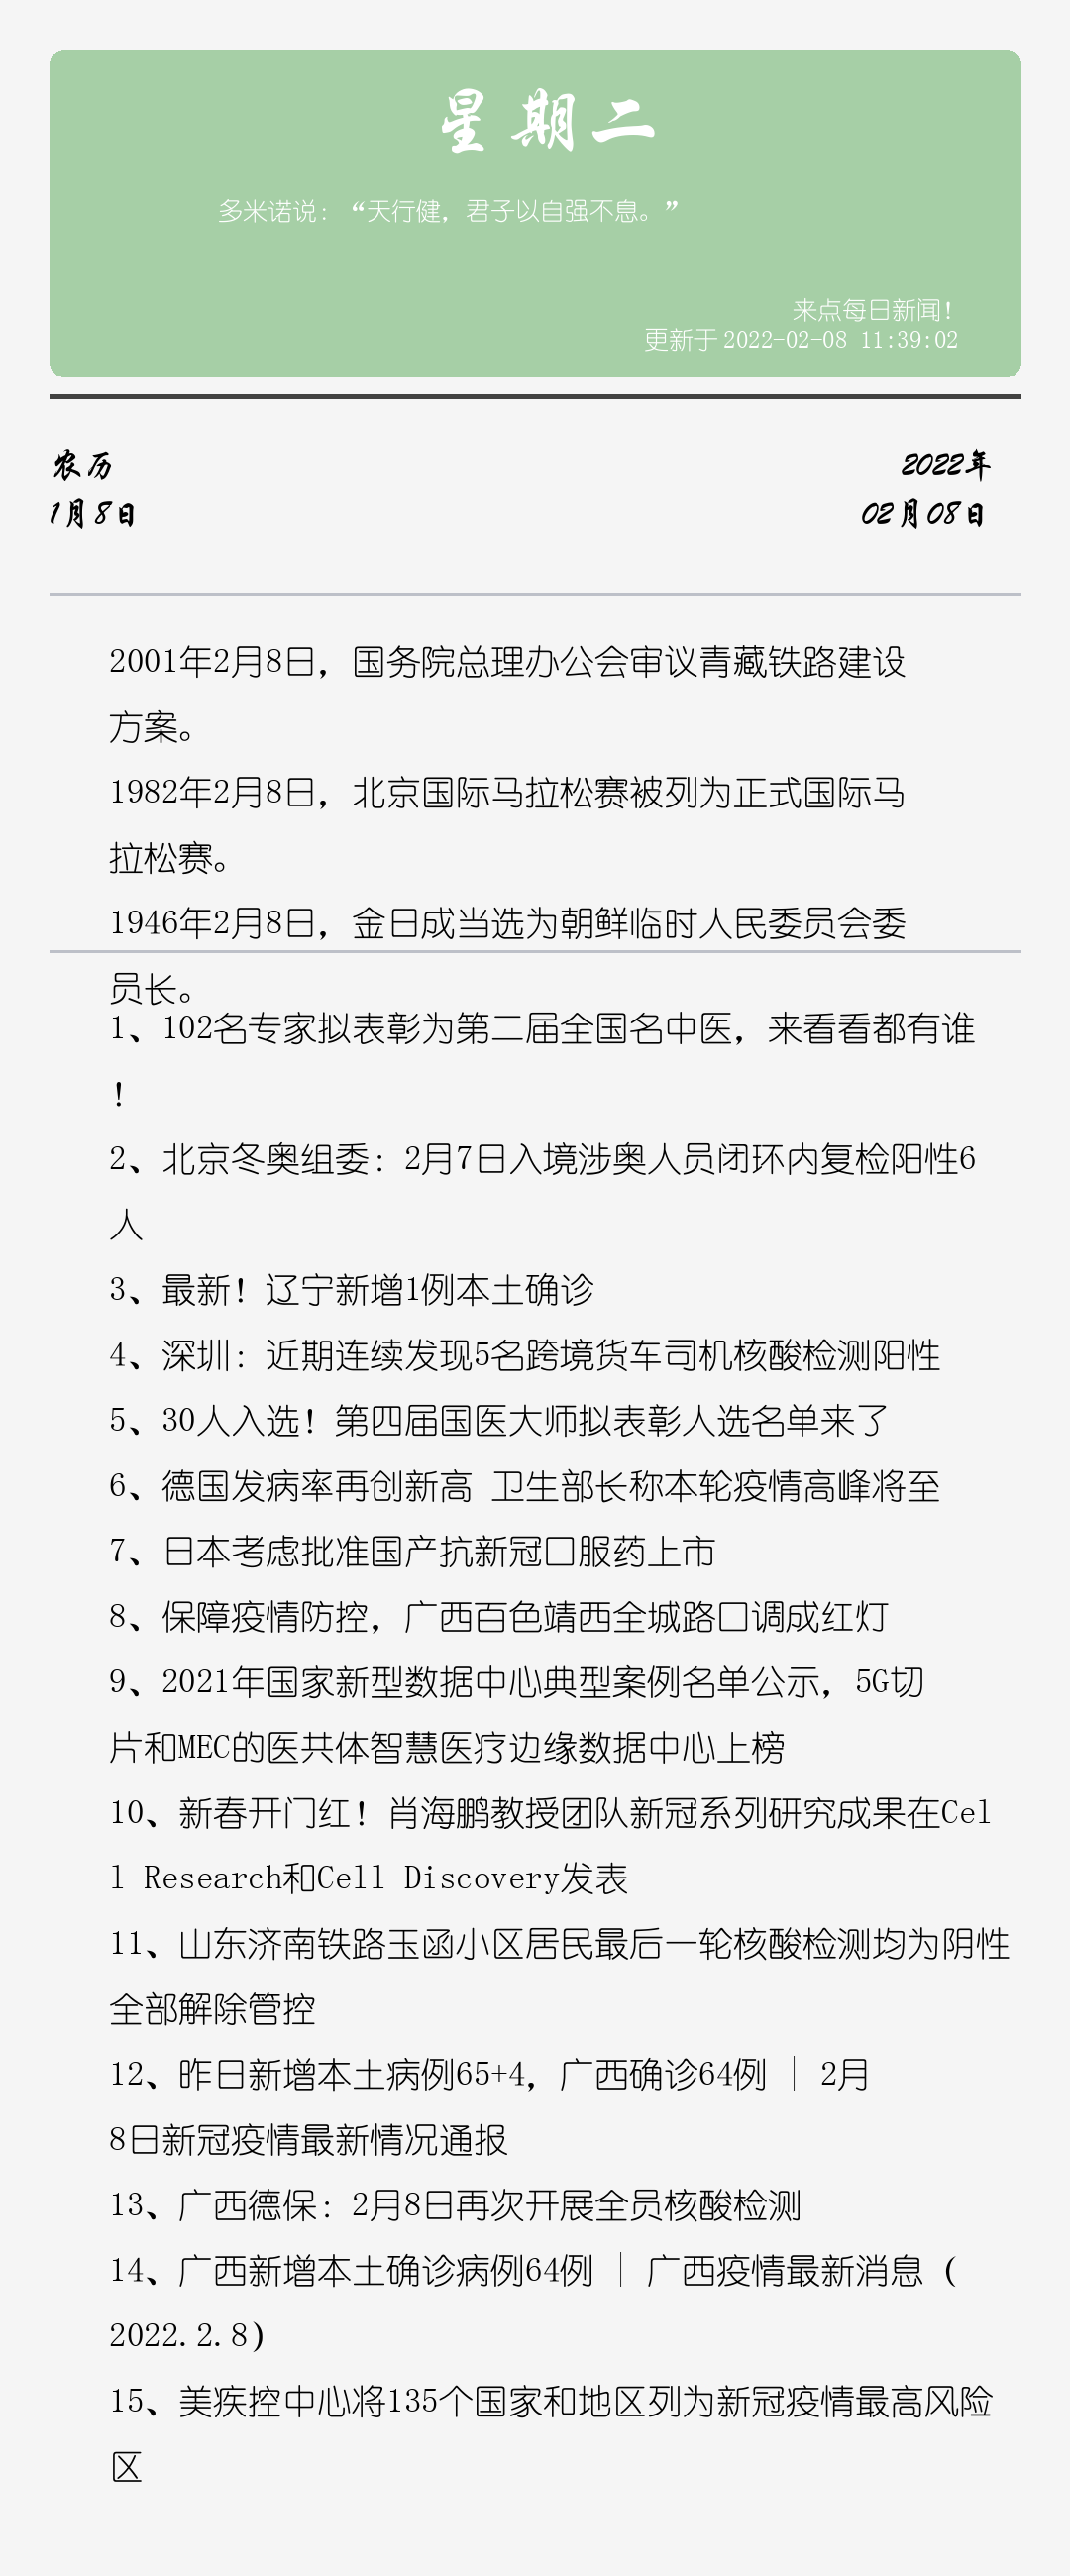 星期二
多米诺说：“天行健，君子以自强不息。”
来点每日新闻！
更新于 2022-02-08 11:39:02
农历
1月8日
2022年
02月08日
2001年2月8日，国务院总理办公会审议青藏铁路建设
方案。
1982年2月8日，北京国际马拉松赛被列为正式国际马
拉松赛。
1946年2月8日，金日成当选为朝鲜临时人民委员会委
员长。
1、102名专家拟表彰为第二届全国名中医，来看看都有谁
！
2、北京冬奥组委：2月7日入境涉奥人员闭环内复检阳性6
人
3、最新！辽宁新增1例本土确诊
4、深圳：近期连续发现5名跨境货车司机核酸检测阳性
5、30人入选！第四届国医大师拟表彰人选名单来了
6、德国发病率再创新高 卫生部长称本轮疫情高峰将至
7、日本考虑批准国产抗新冠口服药上市
8、保障疫情防控，广西百色靖西全城路口调成红灯
9、2021年国家新型数据中心典型案例名单公示，5G切
片和MEC的医共体智慧医疗边缘数据中心上榜
10、新春开门红！肖海鹏教授团队新冠系列研究成果在Cel
l Research和Cell Discovery发表
11、山东济南铁路玉函小区居民最后一轮核酸检测均为阴性
全部解除管控
12、昨日新增本土病例65+4，广西确诊64例 | 2月
8日新冠疫情最新情况通报
13、广西德保：2月8日再次开展全员核酸检测
14、广西新增本土确诊病例64例 | 广西疫情最新消息（
2022.2.8）
15、美疾控中心将135个国家和地区列为新冠疫情最高风险
区